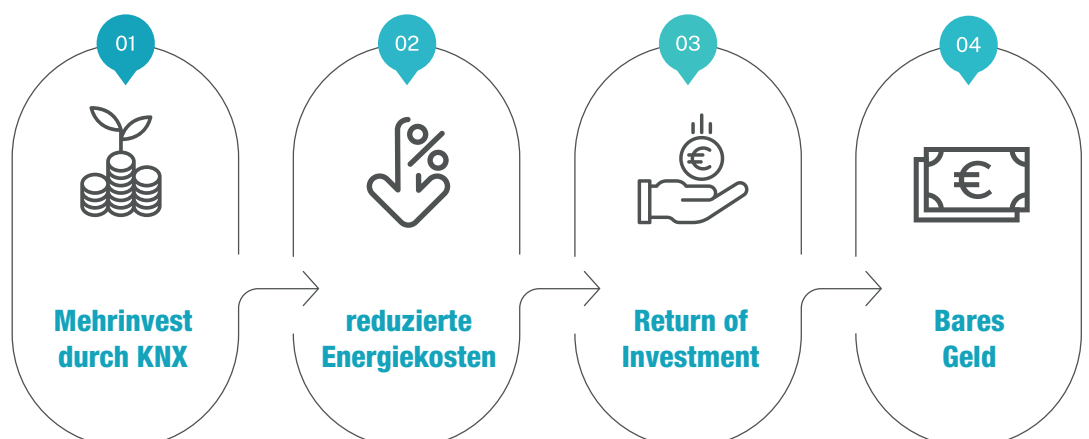 01
Mehrinvest
durch KNX
02
%
reduzierte
Energiekosten
03
€
Return of
Investment
04
€
Bares
Geld